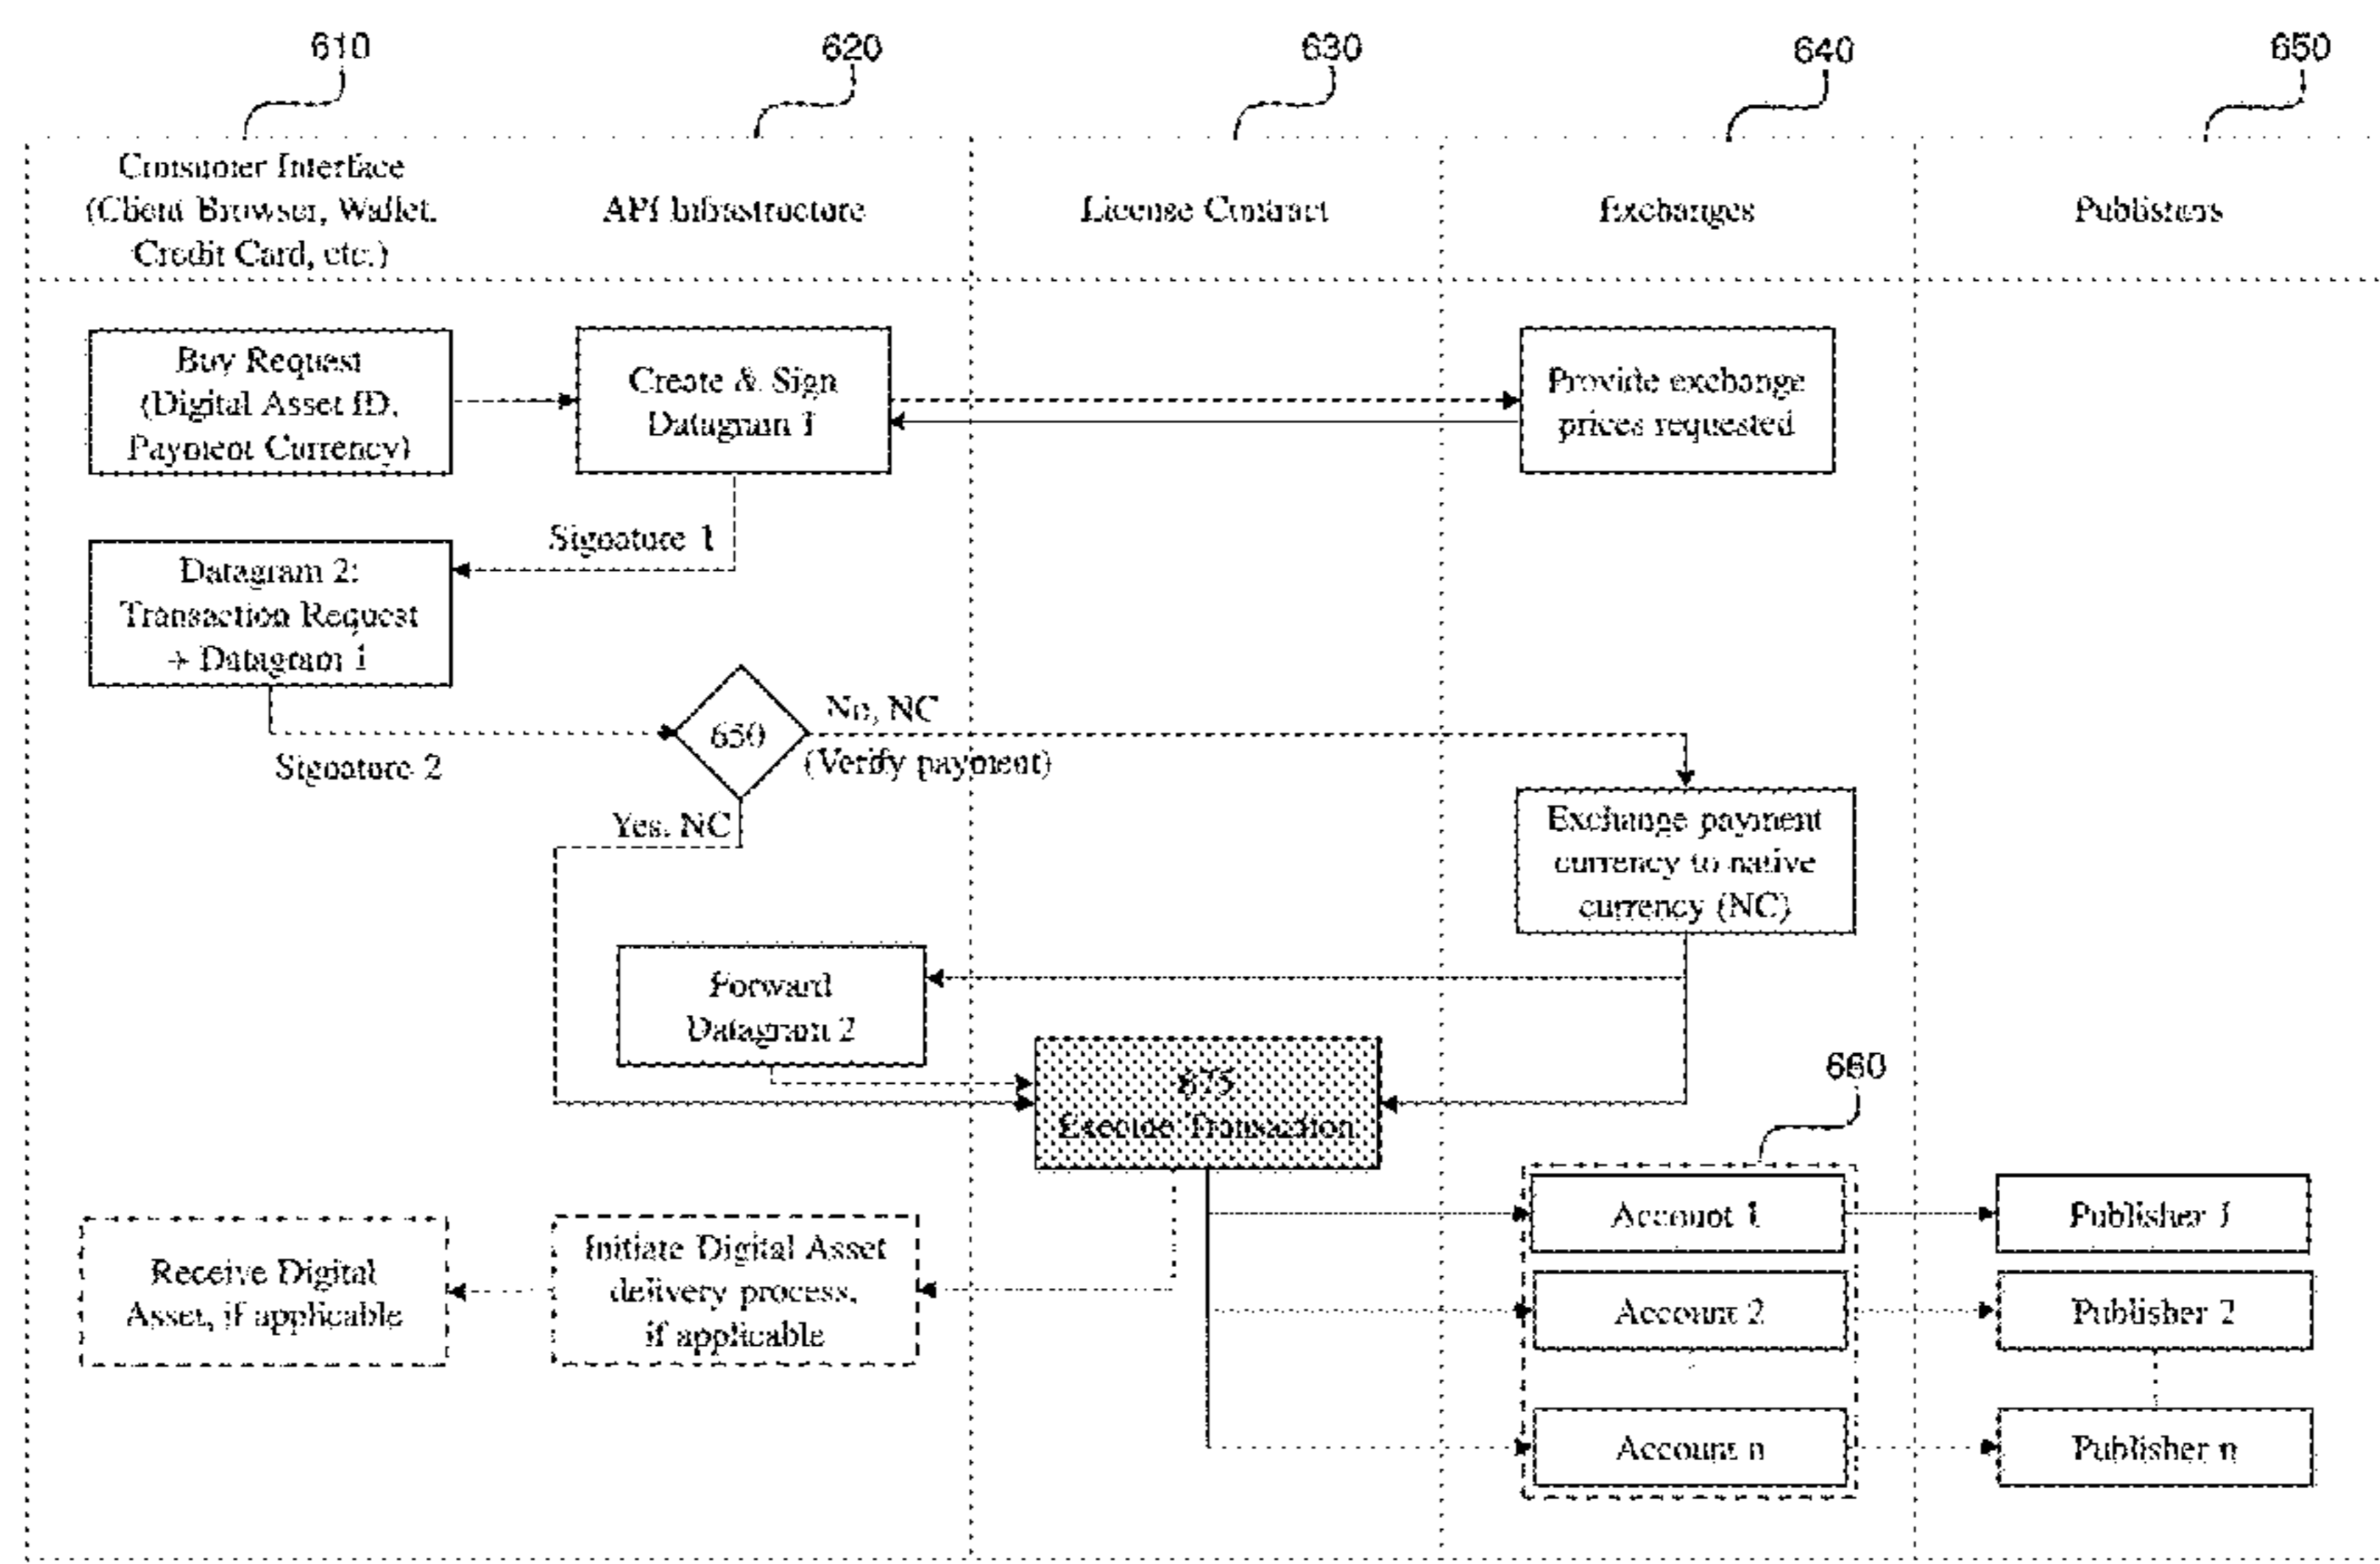 610
620
630
640
650
Consumer Interface
(Client Browser, Wallet,
Credit Card, etc.)
API Infrastructure
License Contract
Exchanges
Publishers
Buy Request
(Digital Asset ID,
Payment Currency)
Create & Sign
Datagram 1
Provide exchange
prices requested
Signature 1
Datagram 2:
Transaction Request
+ Datagram 1
650
No, NC
(Verify payment)
Signature 2
Yes, NC
Exchange payment
currency to native
currency (NC)
Forward
Datagram 2
675
Execute Transaction
660
Account 1
Publisher 1
Receive Digital
Asset, if applicable
Initiate Digital Asset
delivery process,
if applicable
Account 2
Publisher 2
Account n
Publisher n